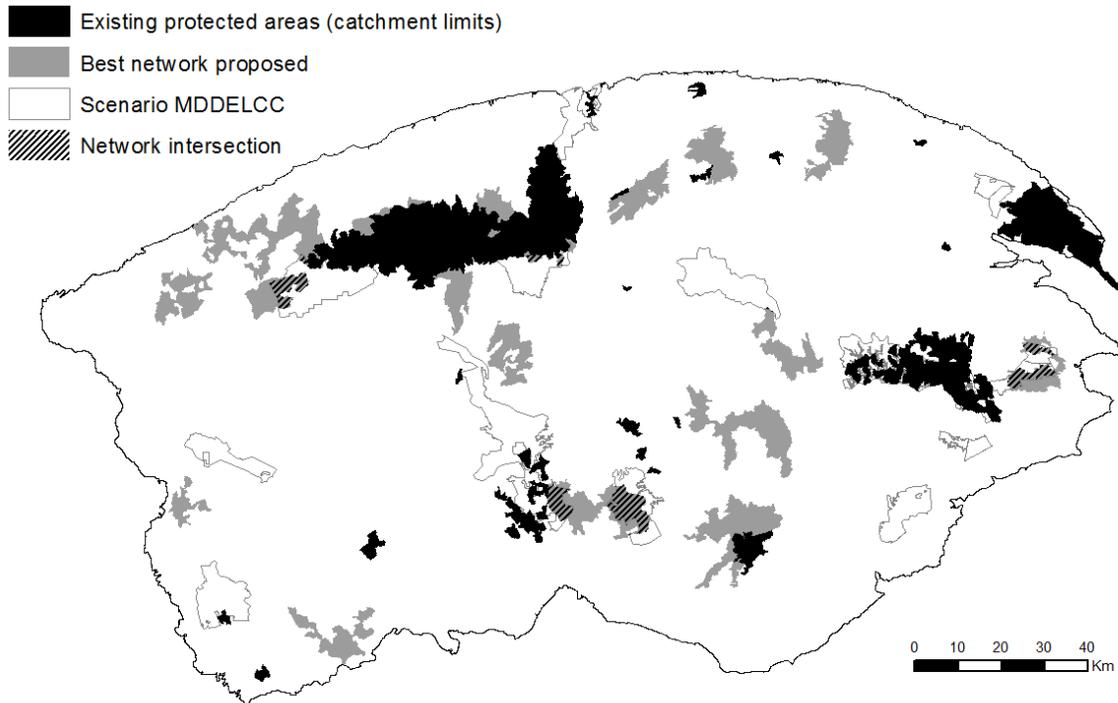 Existing protected areas (catchment limits)
Best network proposed
Scenario MDDELCC
Network intersection
0 10 20 30 40
Km